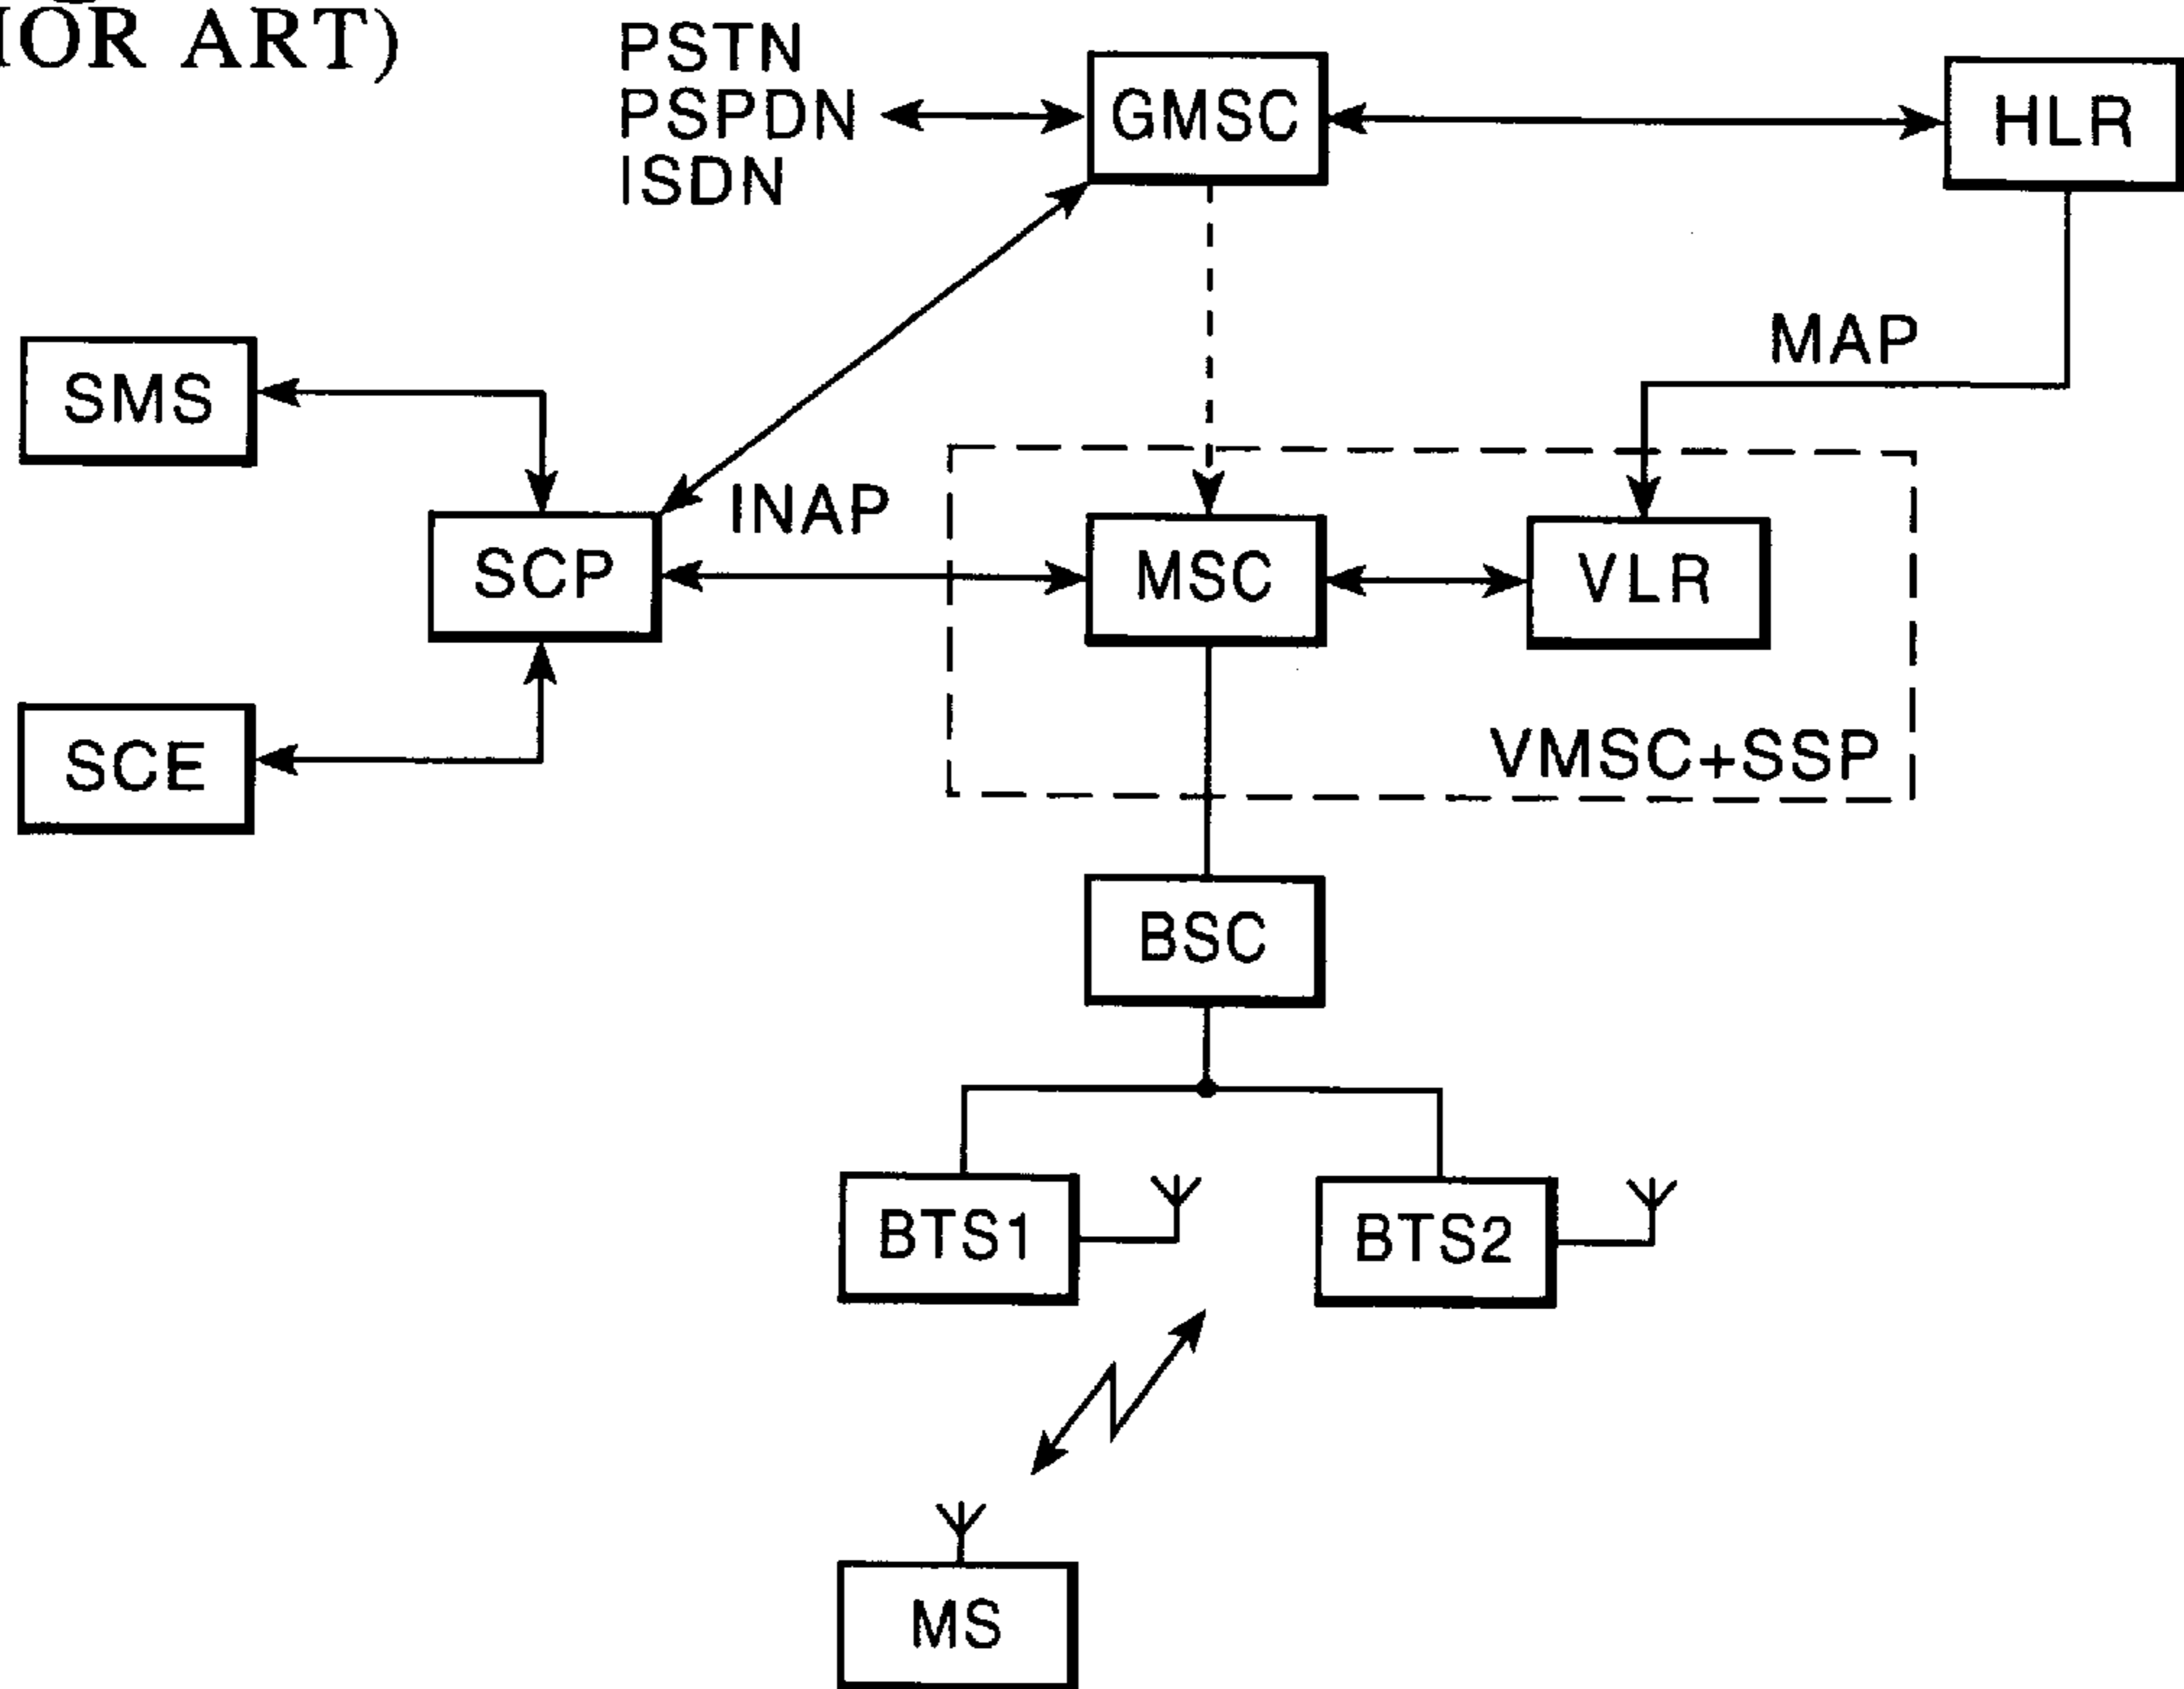 ART)
PSTN
PSPDN
ISDN
GMSC
HLR
MAP
SMS
INAP
SCP
MSC
VLR
SCE
VMSC+SSP
BSC
BTS1
BTS2
MS